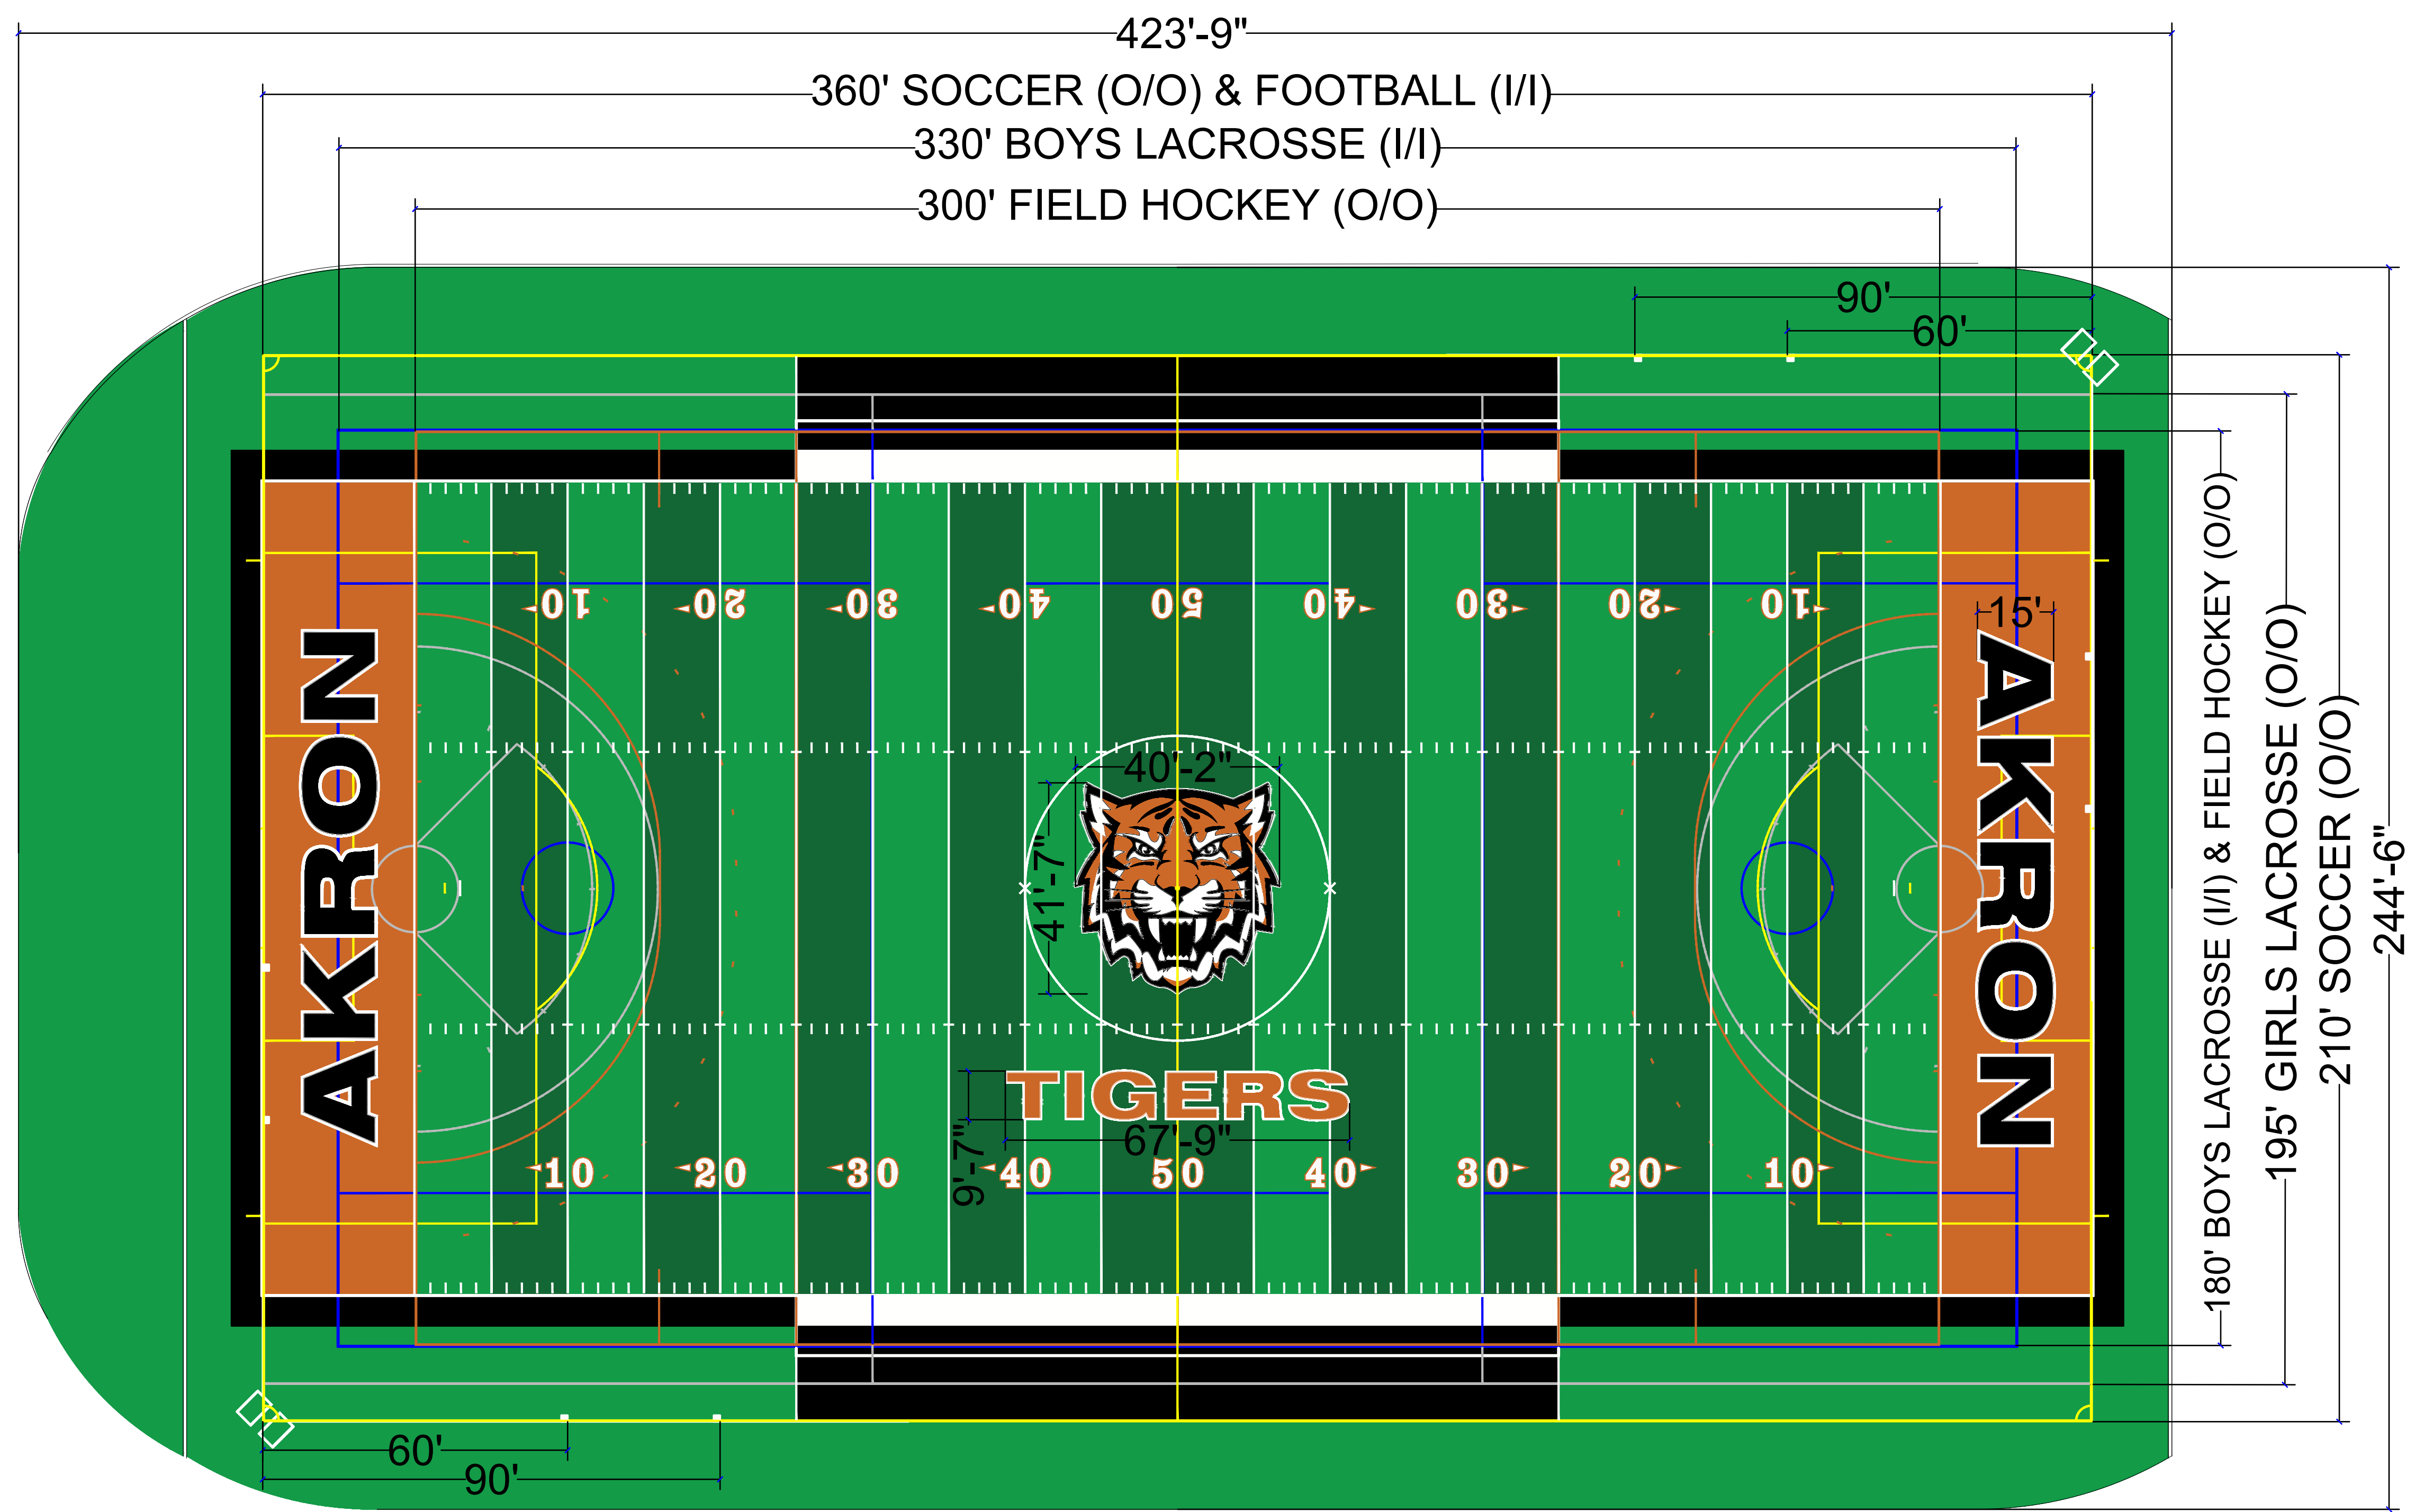 423'-9"
360' SOCCER (O/O) & FOOTBALL (I/I)
330' BOYS LACROSSE (I/I)
300' FIELD HOCKEY (O/O)
90'
60'
10 20 30 40 50 40 30 20 10
15'
AKRON
AKRON
40'-2"
41'-7"
TIGERS
9'-7"
67'-9"
10 20 30 40 50 40 30 20 10
180' BOYS LACROSSE (I/I) & FIELD HOCKEY (O/O)
195' GIRLS LACROSSE (O/O)
210' SOCCER (O/O)
244'-6"
60'
90'